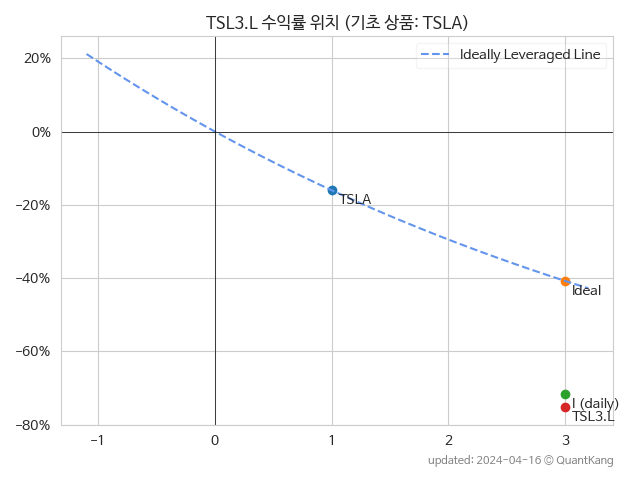 TSL3.L 수익률 위치 (기초 상품: TSLA)
Ideally Leveraged Line
20%
0%
−20%
−40%
−60%
−80%
TSLA
Ideal
I (daily)
TSL3.L
−1
0
1
2
3
updated: 2024-04-16 © QuantKang